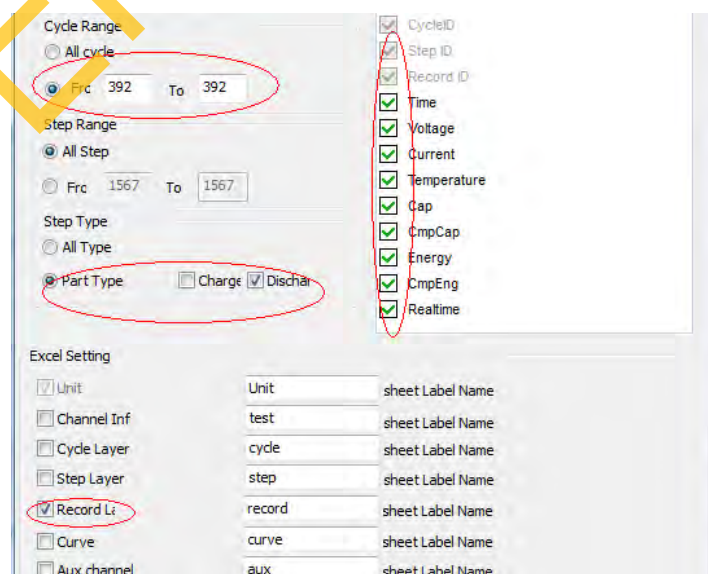 Cycle Range
All cycle
Frc 392 To 392
Step Range
All Step
Frc 1567 To 1567
Step Type
All Type
Part Type Charge Dischar
CycleID
Step ID
Record ID
Time
Voltage
Current
Temperature
Cap
CmpCap
Energy
CmpEng
Realtime
Excel Setting
Unit Unit sheet Label Name
Channel Inf test sheet Label Name
Cycle Layer cycle sheet Label Name
Step Layer step sheet Label Name
Record La record sheet Label Name
Curve curve sheet Label Name
Aux channel aux sheet Label Name